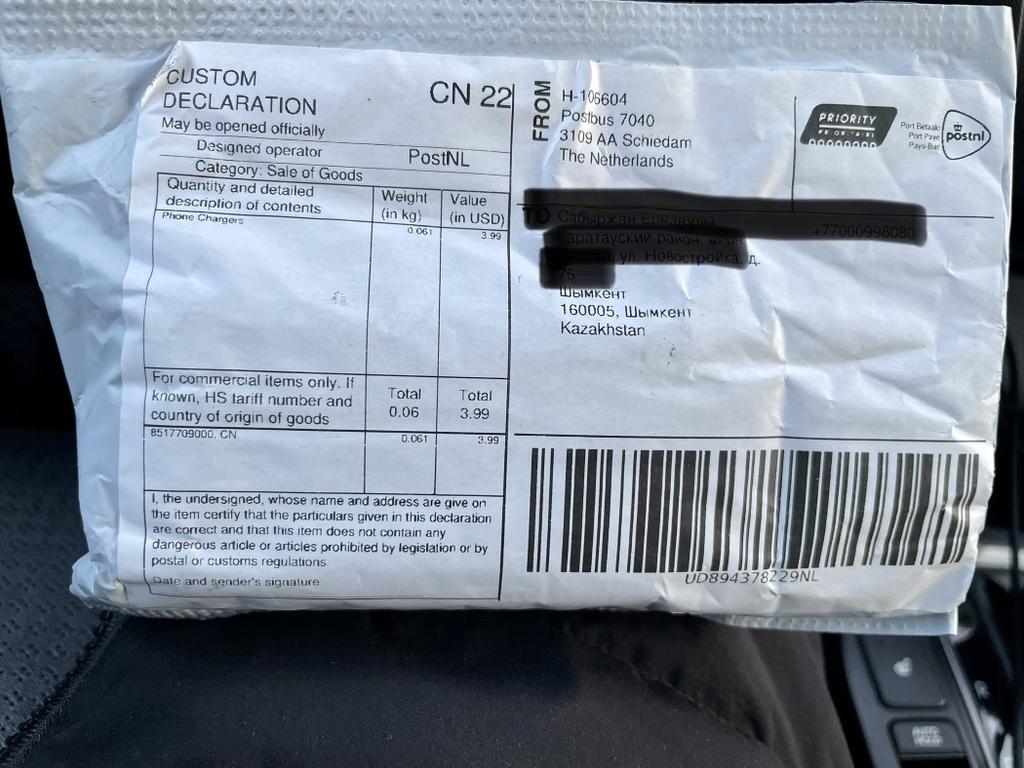 CUSTOM
DECLARATION
CN 22
May be opened officially
Designed operator
PostNL
Category: Sale of Goods
Quantity and detailed
description of contents
Weight
(in kg)
Value
(in USD)
Phone Chargers
0.061
3.99
For commercial items only. If
known, HS tariff number and
country of origin of goods
Total
0.06
Total
3.99
8517709000, CN
0.061
3.99
I, the undersigned, whose name and address are give on
the item certify that the particulars given in this declaration
are correct and that this item does not contain any
dangerous article or articles prohibited by legislation or by
postal or customs regulations.
Date and sender's signature
FROM
H-106604
Postbus 7040
3109 AA Schiedam
The Netherlands
PRIORITY
Port Betaald
Port Payé
Pays-Bas
postnl
Шымкент
160005, Шымкент
Kazakhstan
UD894378229NL